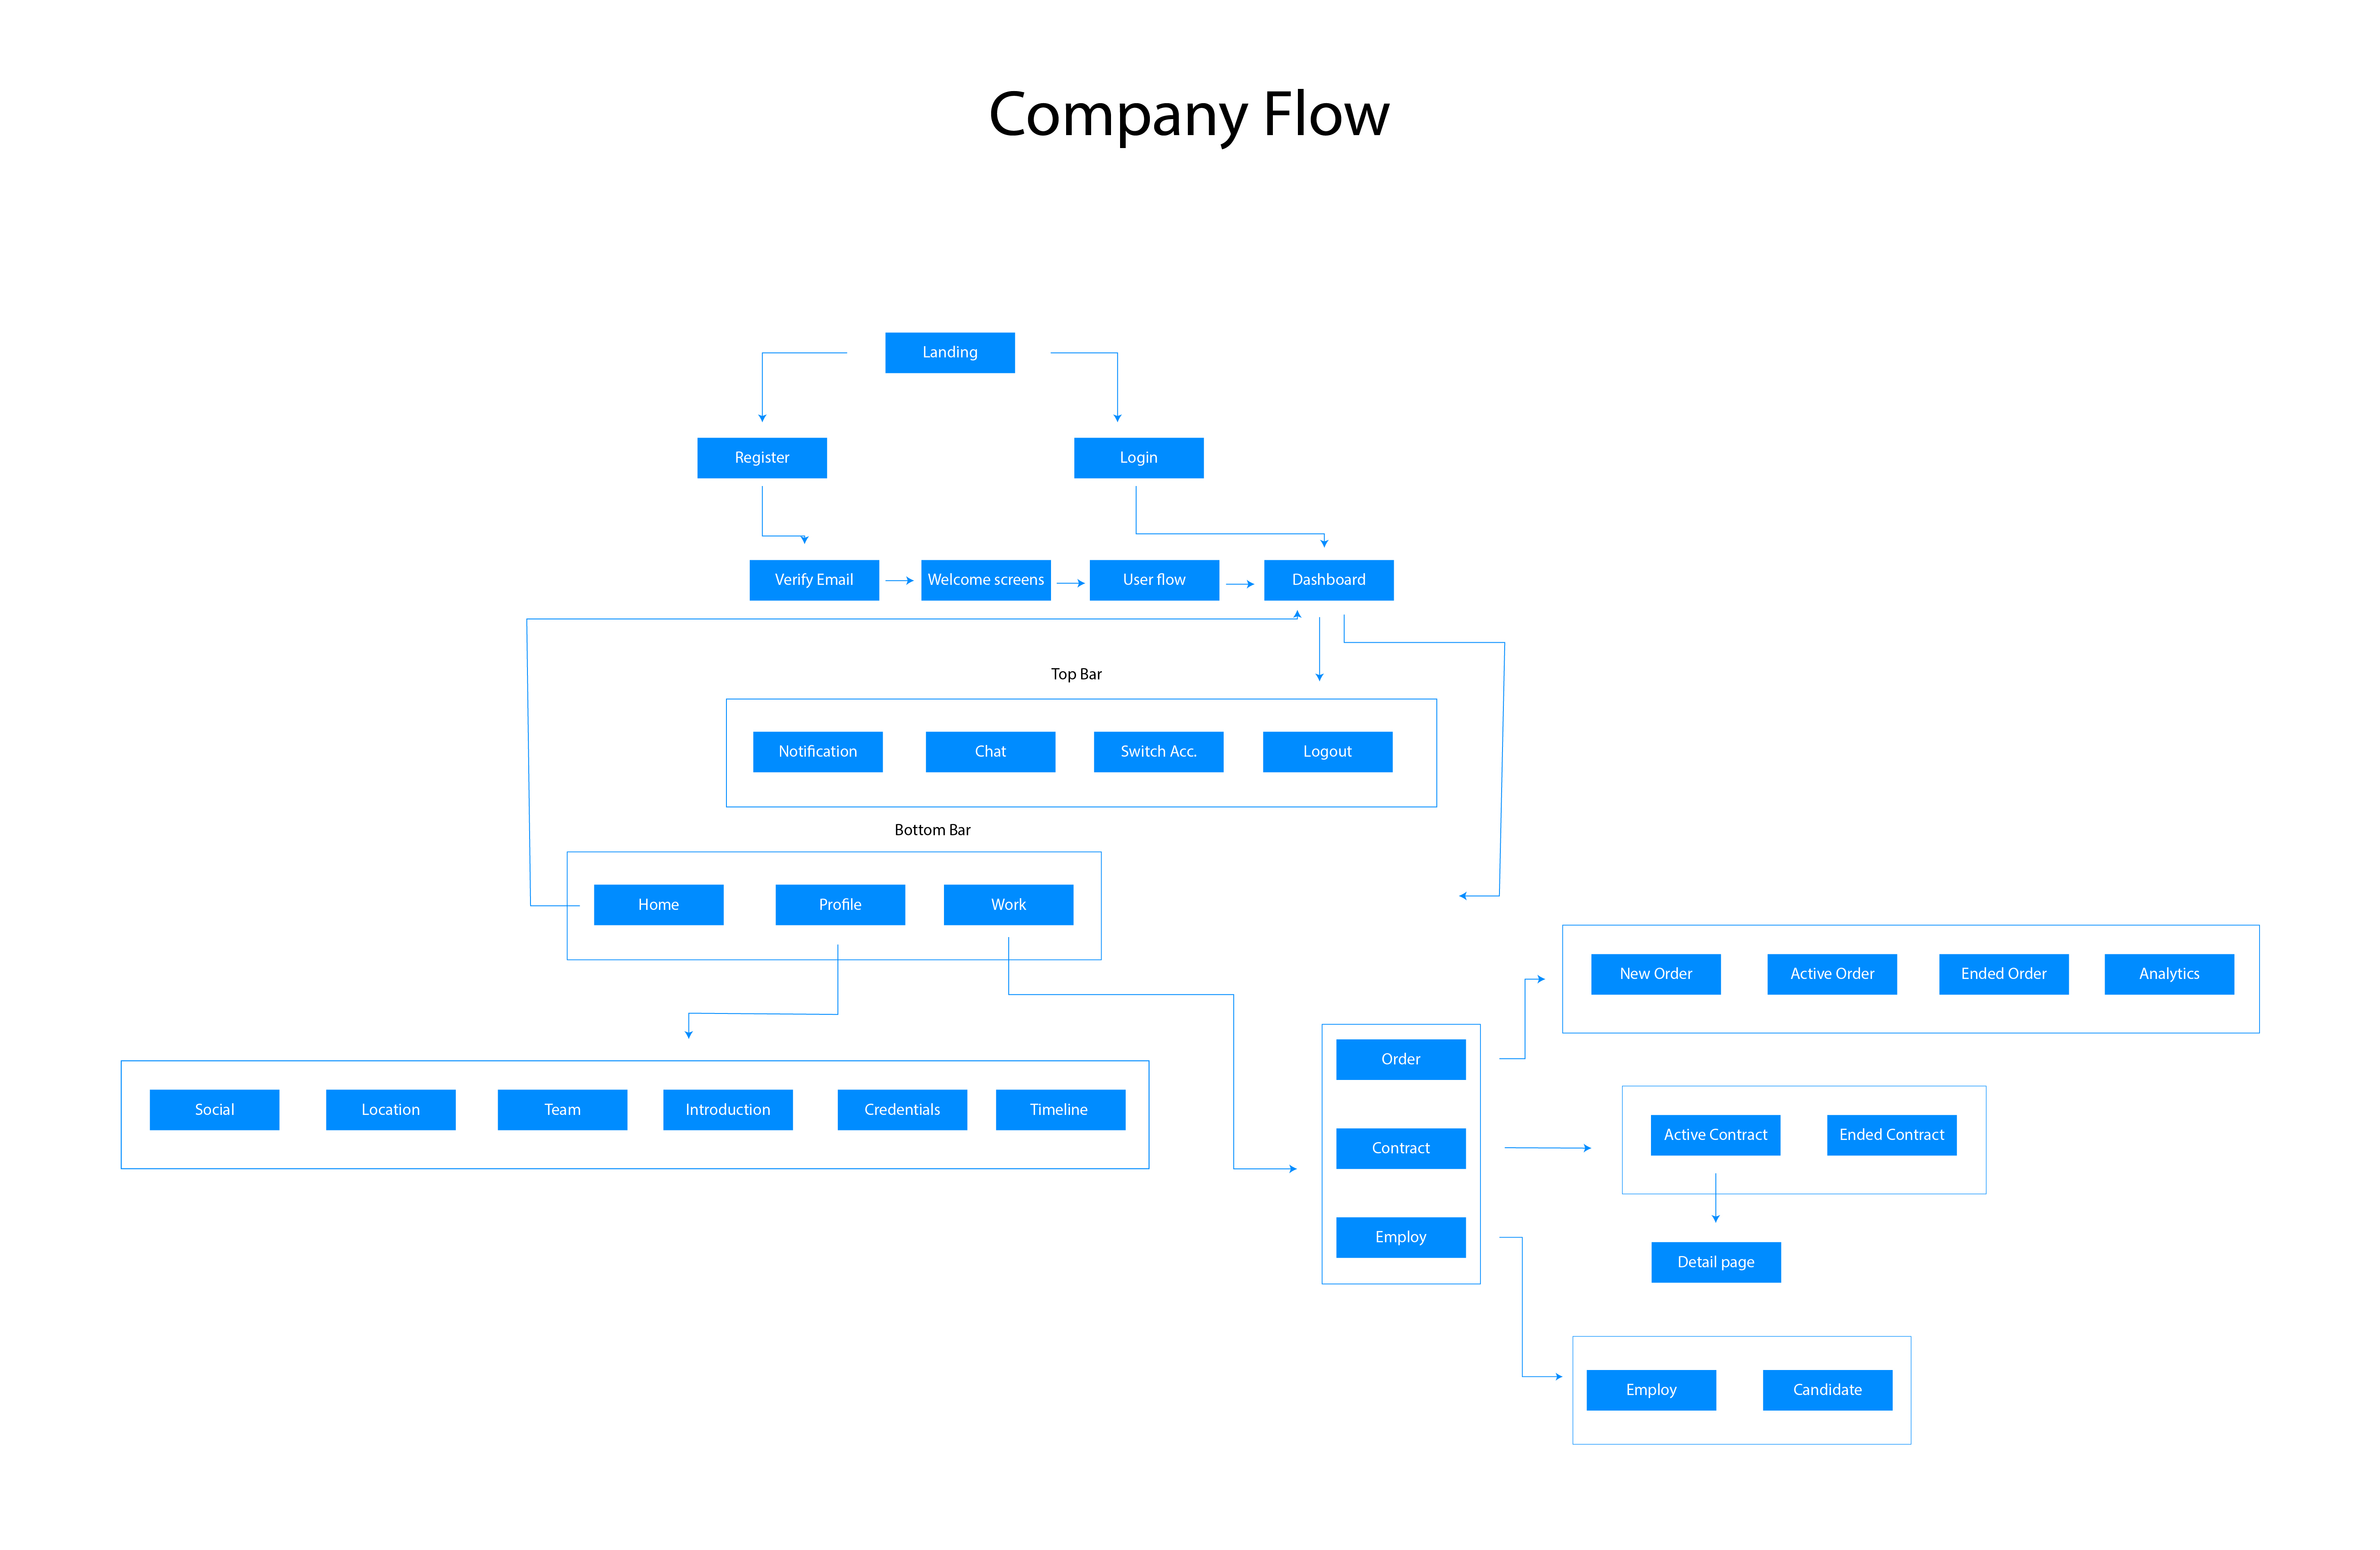 Company Flow
Landing
Register
Login
Verify Email
Welcome screens
User flow
Dashboard
Top Bar
Notification
Chat
Switch Acc.
Logout
Bottom Bar
Home
Profile
Work
New Order
Active Order
Ended Order
Analytics
Order
Social
Location
Team
Introduction
Credentials
Timeline
Contract
Active Contract
Ended Contract
Employ
Detail page
Employ
Candidate